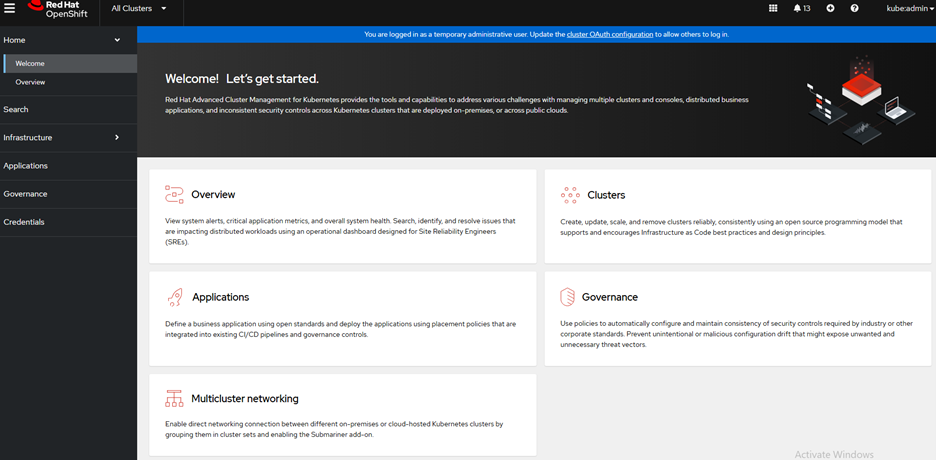 Red Hat
OpenShift
All Clusters
13
kube:admin
Home
Welcome
Overview
Search
Infrastructure
Applications
Governance
Credentials
You are logged in as a temporary administrative user. Update the cluster OAuth configuration to allow others to log in.
Welcome! Let's get started.
Red Hat Advanced Cluster Management for Kubernetes provides the tools and capabilities to address various challenges with managing multiple clusters and consoles, distributed business
applications, and inconsistent security controls across Kubernetes clusters that are deployed on-premises, or across public clouds.
Overview
View system alerts, critical application metrics, and overall system health. Search, identify, and resolve issues that
are impacting distributed workloads using an operational dashboard designed for Site Reliability Engineers
(SREs).
Clusters
Create, update, scale, and remove clusters reliably, consistently using an open source programming model that
supports and encourages Infrastructure as Code best practices and design principles.
Applications
Define a business application using open standards and deploy the applications using placement policies that are
integrated into existing CI/CD pipelines and governance controls.
Governance
Use policies to automatically configure and maintain consistency of security controls required by industry or other
corporate standards. Prevent unintentional or malicious configuration drift that might expose unwanted and
unnecessary threat vectors.
Multicluster networking
Enable direct networking connection between different on-premises or cloud-hosted Kubernetes clusters by
grouping them in cluster sets and enabling the Submariner add-on.
Activate Windows